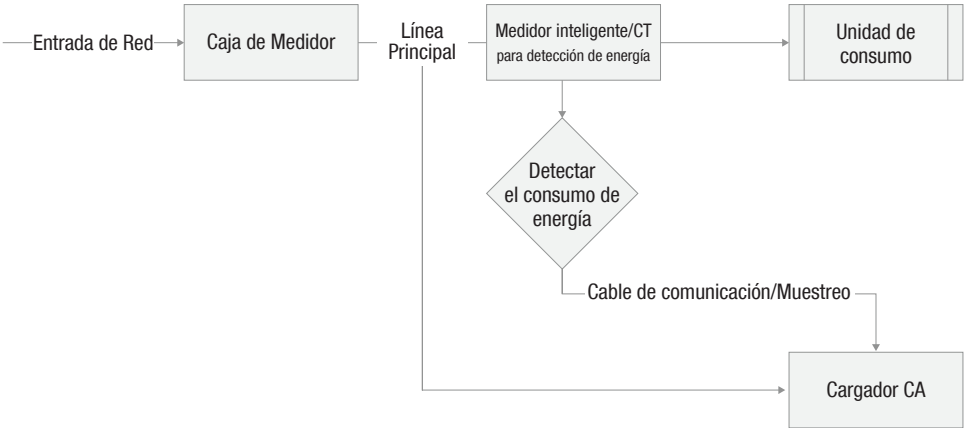 Entrada de Red
Caja de Medidor
Línea
Principal
Medidor inteligente/CT
para detección de energía
Unidad de
consumo
Detectar
el consumo de
energía
Cable de comunicación/Muestreo
Cargador CA